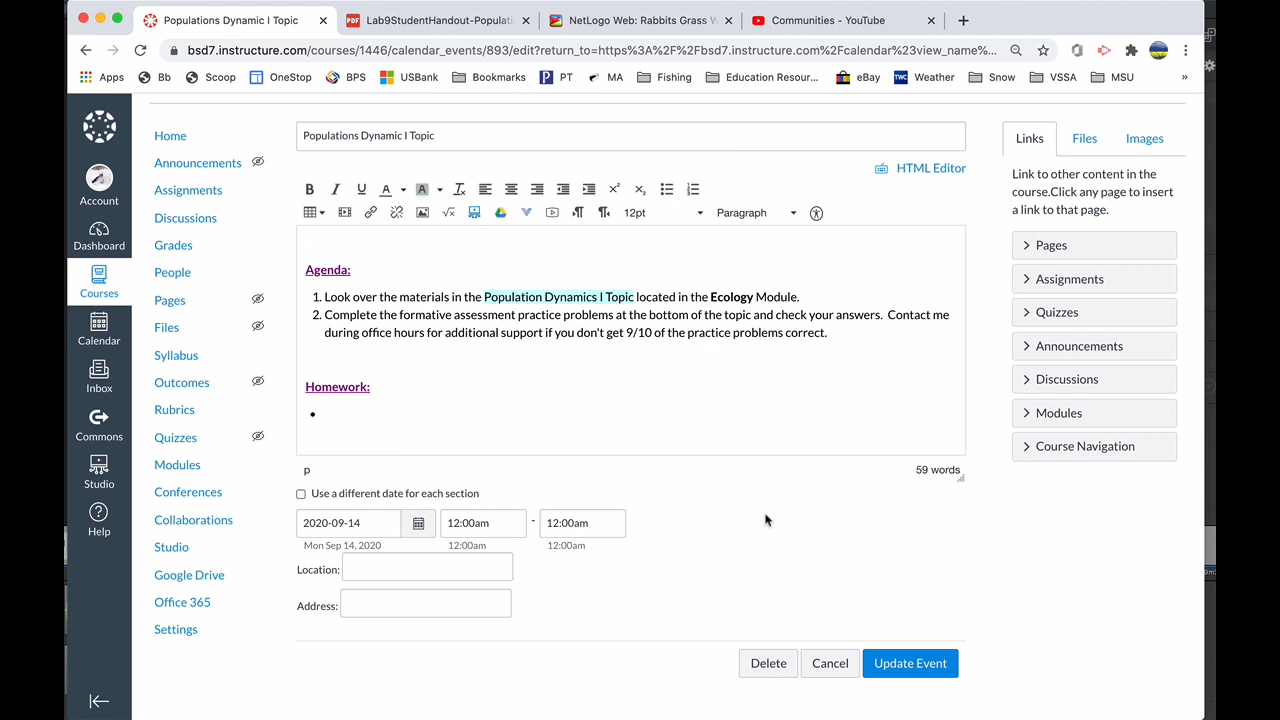 Populations Dynamic I Topic
Lab9StudentHandout-Populati
NetLogo Web: Rabbits Grass W
Communities - YouTube
bsd7.instructure.com/courses/1446/calendar_events/893/edit?return_to=https%3A%2F%2Fbsd7.instructure.com%2Fcalendar%23view_name%...
Apps Bb Scoop OneStop BPS USBank Bookmarks PT MA Fishing Education Resour... eBay Weather Snow VSSA MSU »
Account
Dashboard
Courses
Calendar
Inbox
Commons
Studio
Help
Home
Announcements
Assignments
Discussions
Grades
People
Pages
Files
Syllabus
Outcomes
Rubrics
Quizzes
Modules
Conferences
Collaborations
Studio
Google Drive
Office 365
Settings
Populations Dynamic I Topic
HTML Editor
12pt Paragraph
Agenda:
1. Look over the materials in the Population Dynamics I Topic located in the Ecology Module.
2. Complete the formative assessment practice problems at the bottom of the topic and check your answers. Contact me
during office hours for additional support if you don't get 9/10 of the practice problems correct.
Homework:
p
59 words
Use a different date for each section
2020-09-14 12:00am - 12:00am
Mon Sep 14, 2020 12:00am 12:00am
Location:
Address:
Delete Cancel Update Event
Links Files Images
Link to other content in the
course.Click any page to insert
a link to that page.
Pages
Assignments
Quizzes
Announcements
Discussions
Modules
Course Navigation